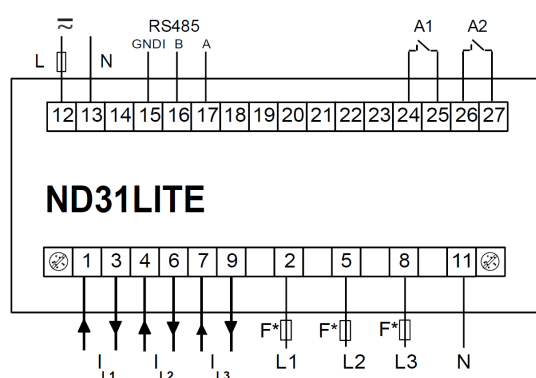 RS485
A1 A2
GNDI B A
L N
12 13 14 15 16 17 18 19 20 21 22 23 24 25 26 27
ND31LITE
1 3 4 6 7 9 2 5 8 11
F* F* F*
I L1 I L2 I L3 L1 L2 L3 N